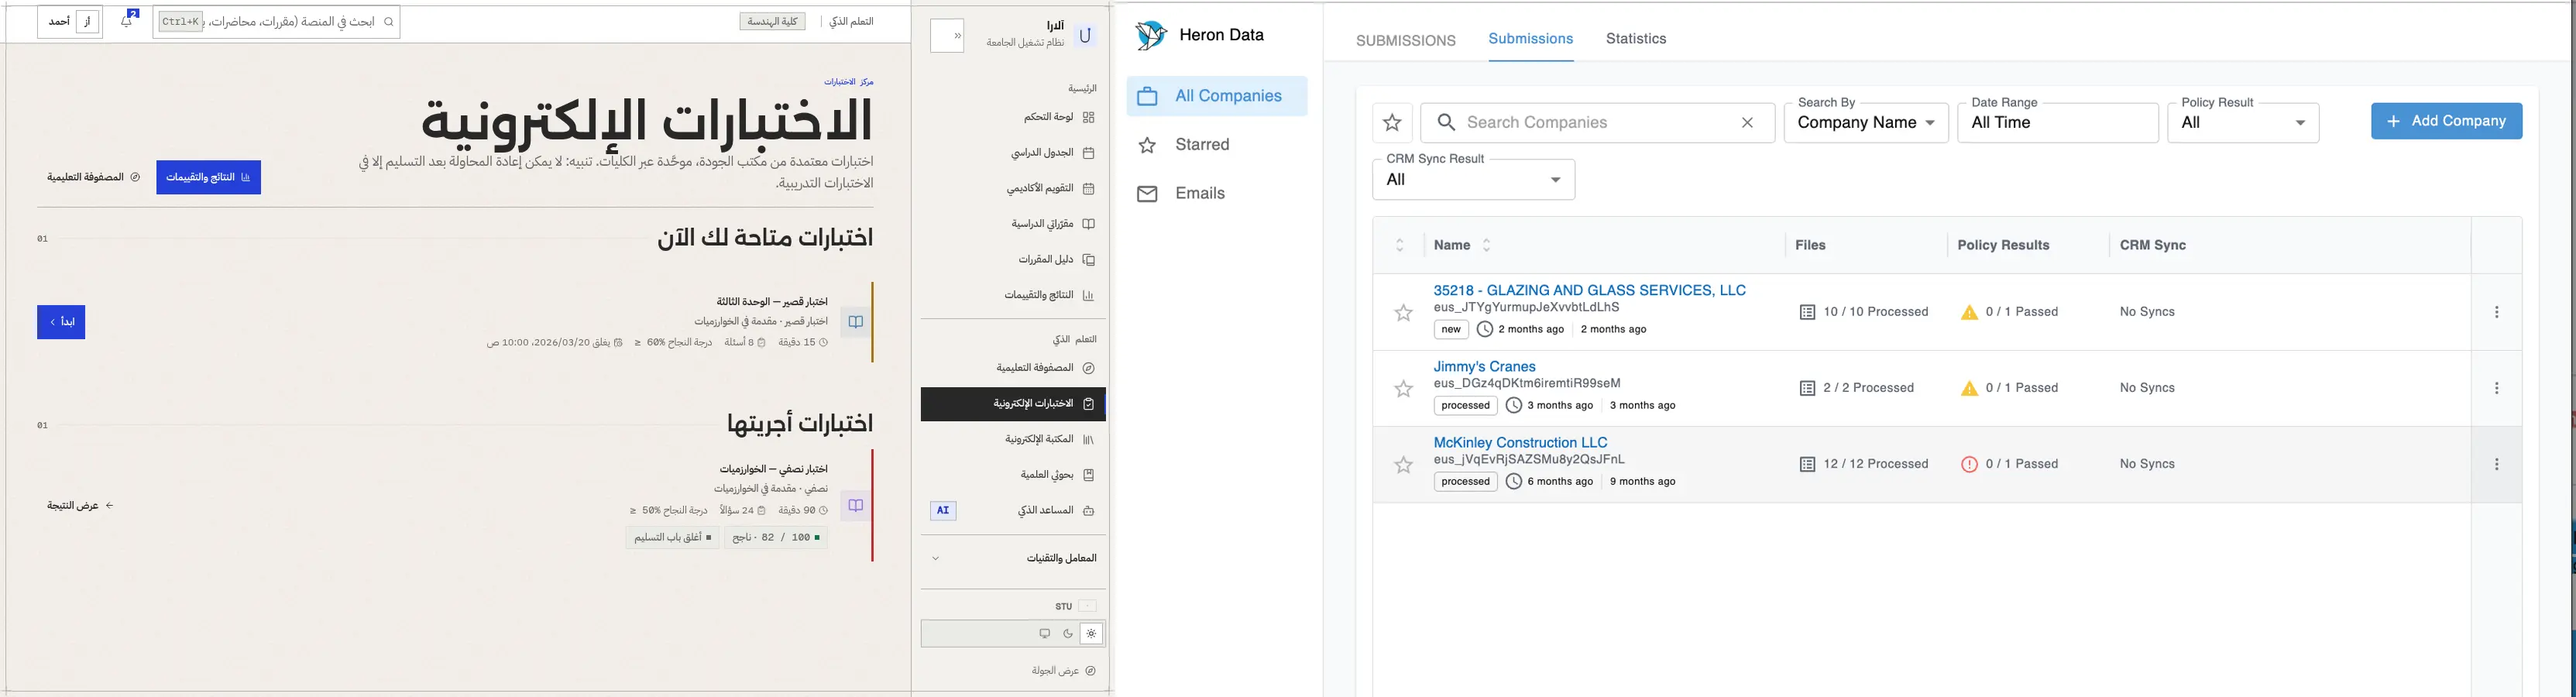 آلارا
نظام تشغيل الجامعة
الرئيسية
لوحة التحكم
الجدول الدراسي
التقويم الأكاديمي
مقرّراتي الدراسية
دليل المقررات
النتائج والتقييمات
التعلم الذكي
المصفوفة التعليمية
الاختبارات الإلكترونية
المكتبة الإلكترونية
بحوثي العلمية
المساعد الذكي AI
المعامل والتقنيات
STU
عرض الجولة
التعلم الذكي
كلية الهندسة
ابحث في المنصة (مقررات، محاضرات، Ctrl+K
2
أز
أحمد
مركز الاختبارات
الاختبارات الإلكترونية
اختبارات معتمدة من مكتب الجودة، موحّدة عبر الكليات. تنبيه: لا يمكن إعادة المحاولة بعد التسليم إلا في
الاختبارات التدريبية.
النتائج والتقييمات
المصفوفة التعليمية
اختبارات متاحة لك الآن
01
اختبار قصير — الوحدة الثالثة
اختبار قصير · مقدمة في الخوارزميات
15 دقيقة 8 أسئلة درجة النجاح 60% ≤ يغلق 2026/03/20، 10:00 ص
ابدأ
اختبارات أجريتها
01
اختبار نصفي — الخوارزميات
نصفي · مقدمة في الخوارزميات
90 دقيقة 24 سؤالًا درجة النجاح 50% ≤
82 / 100 · ناجح
أغلق باب التسليم
عرض النتيجة
Heron Data
All Companies
Starred
Emails
SUBMISSIONS Submissions Statistics
Search Companies
Search By
Company Name
Date Range
All Time
Policy Result
All
Add Company
CRM Sync Result
All
Name Files Policy Results CRM Sync
35218 - GLAZING AND GLASS SERVICES, LLC
eus_JTYgYurmupJeXvvbtLdLhS
new 2 months ago 2 months ago
10 / 10 Processed 0 / 1 Passed No Syncs
Jimmy's Cranes
eus_DGz4qDKtm6iremtiR99seM
processed 3 months ago 3 months ago
2 / 2 Processed 0 / 1 Passed No Syncs
McKinley Construction LLC
eus_jVqEvRjSAZSMu8y2QsJFnL
processed 6 months ago 9 months ago
12 / 12 Processed 0 / 1 Passed No Syncs